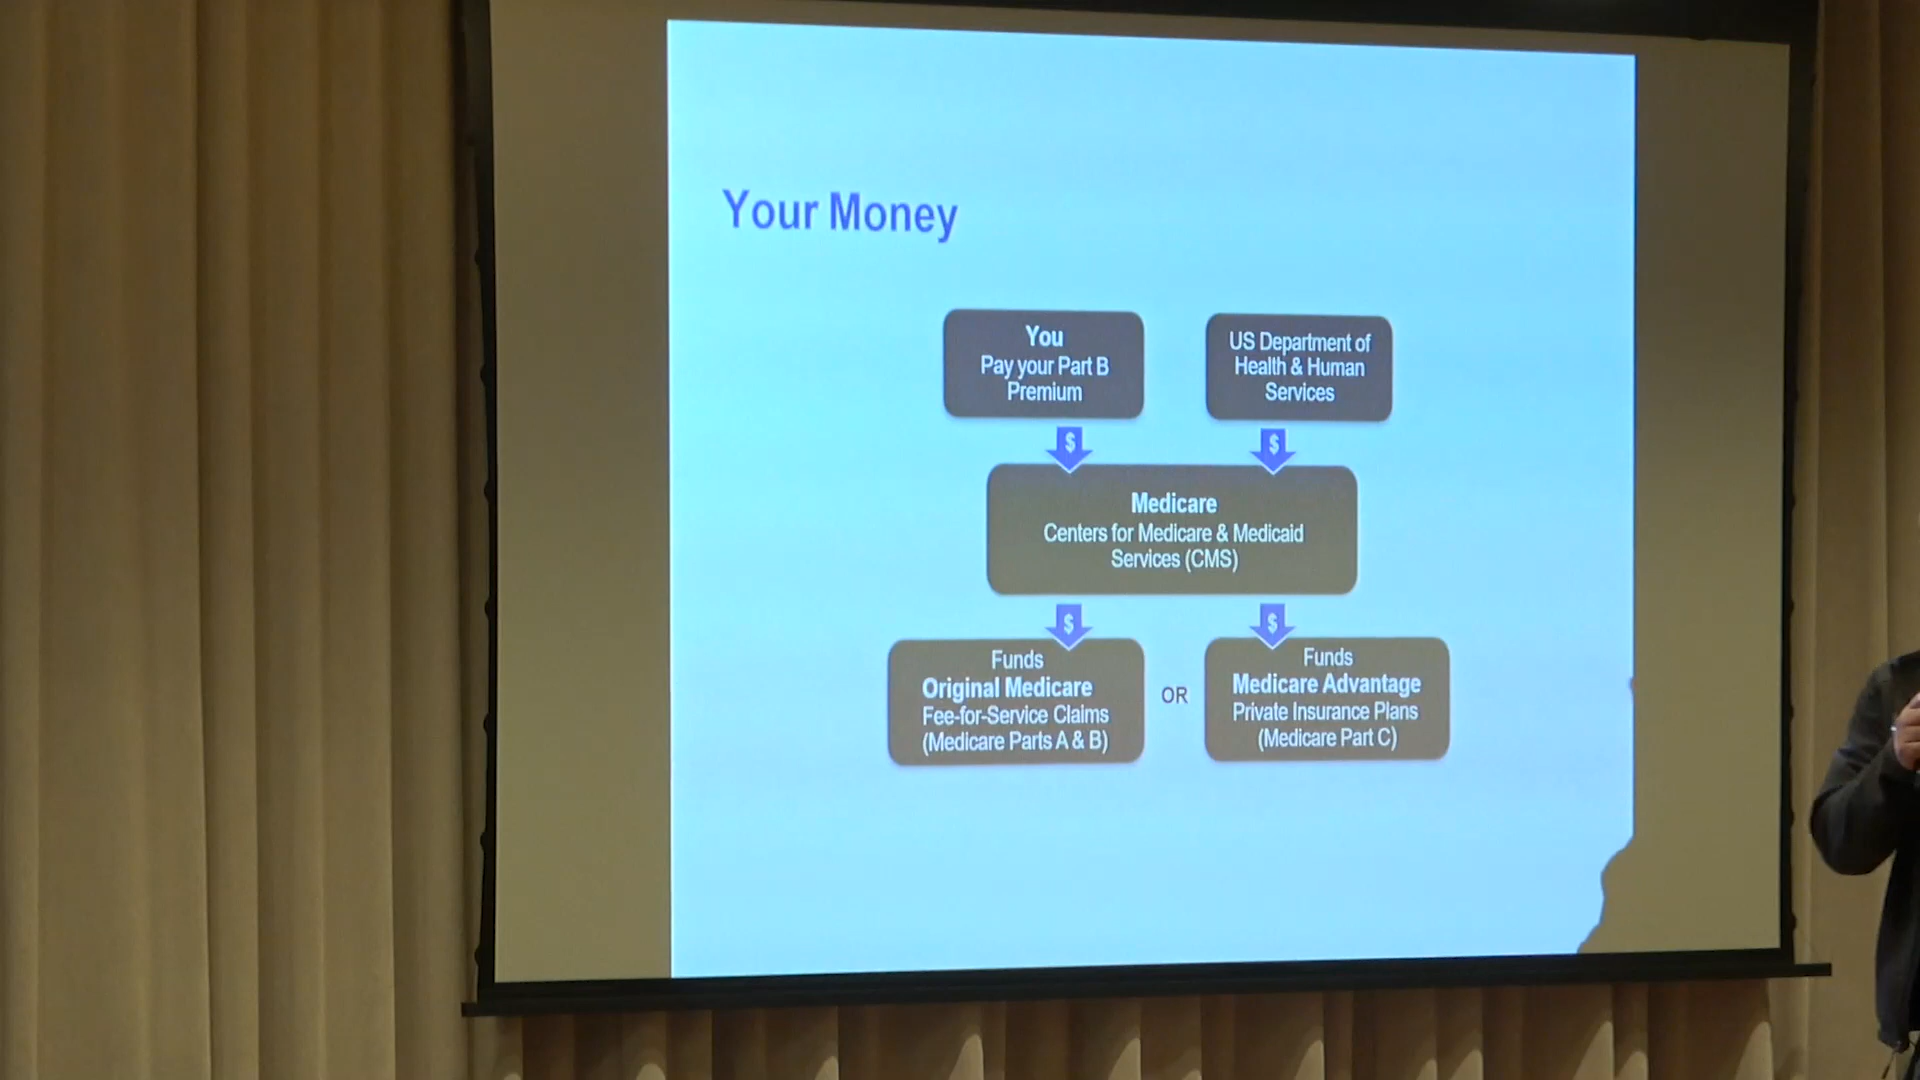 Your Money
You
Pay your Part B
Premium
US Department of
Health & Human
Services
$
$
Medicare
Centers for Medicare & Medicaid
Services (CMS)
$
$
Funds
Original Medicare
Fee-for-Service Claims
(Medicare Parts A & B)
OR
Funds
Medicare Advantage
Private Insurance Plans
(Medicare Part C)